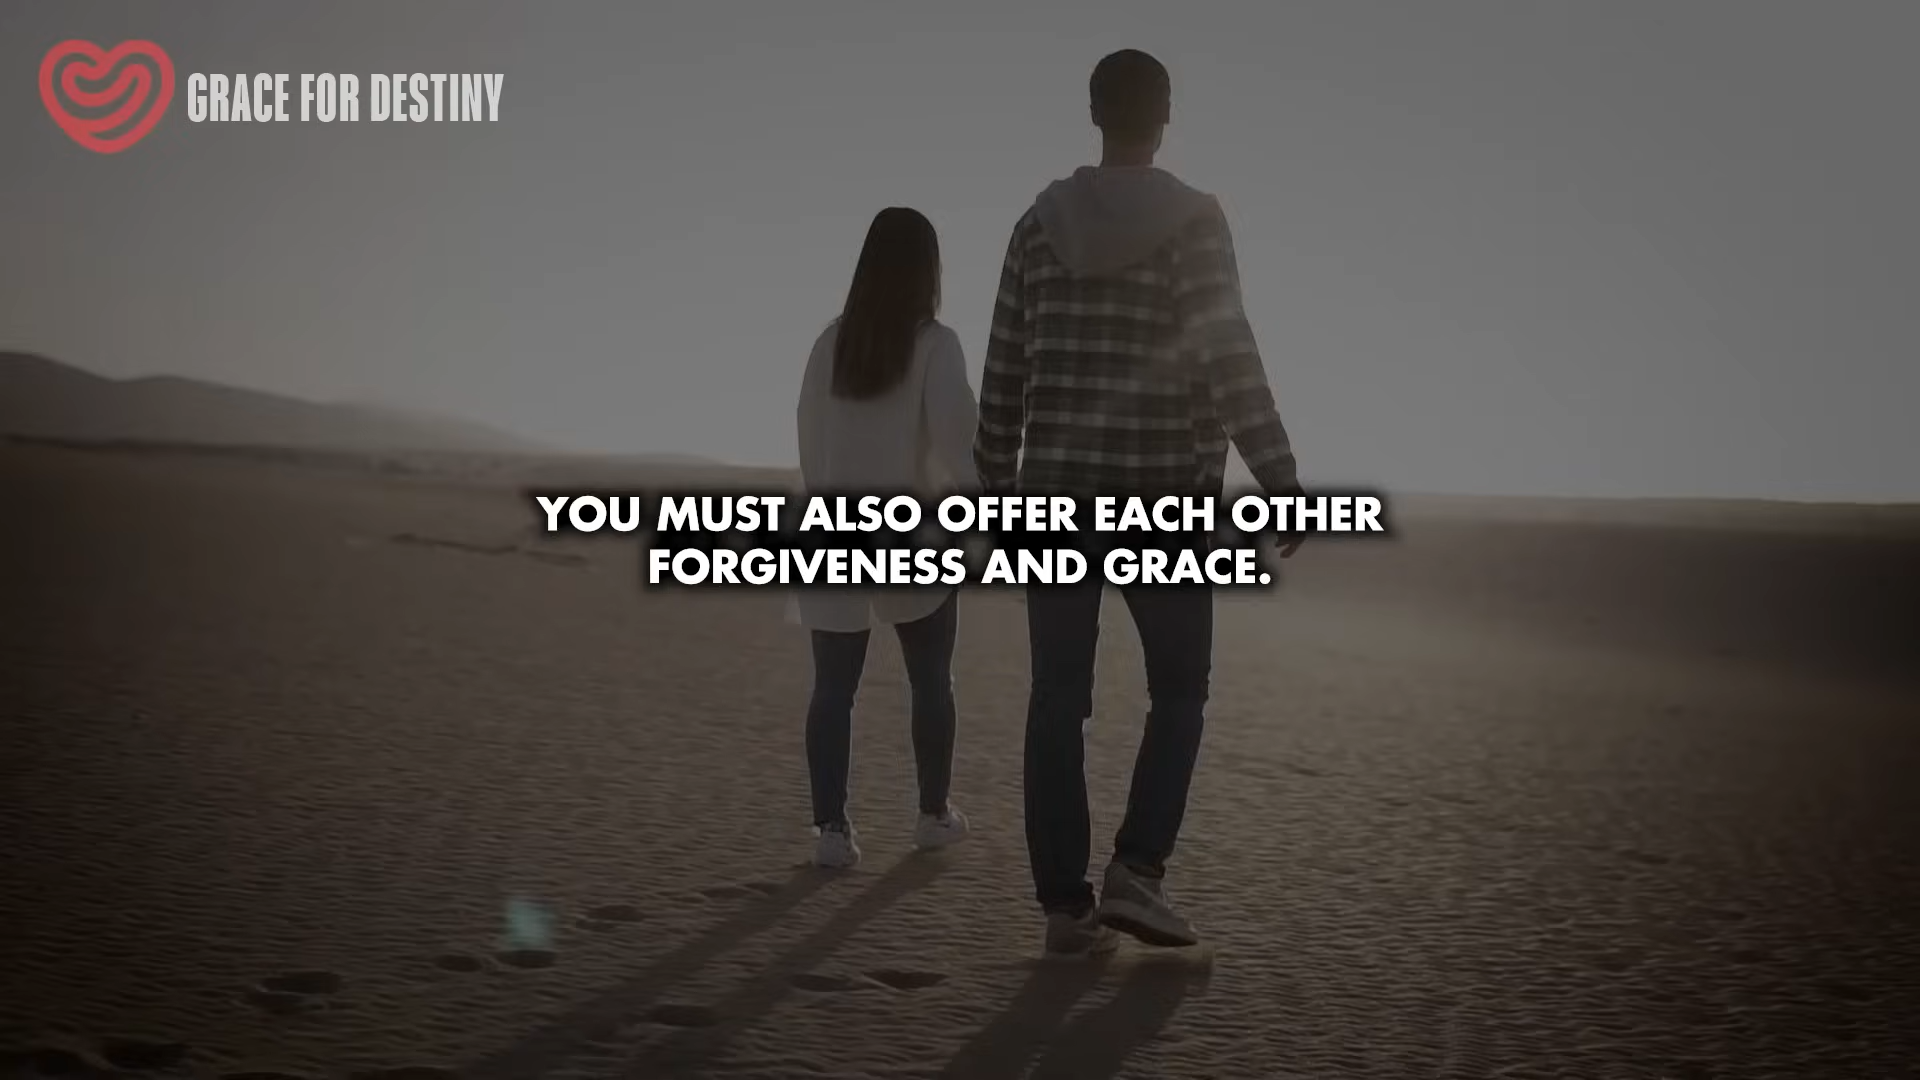 GRACE FOR DESTINY
YOU MUST ALSO OFFER EACH OTHER
FORGIVENESS AND GRACE.